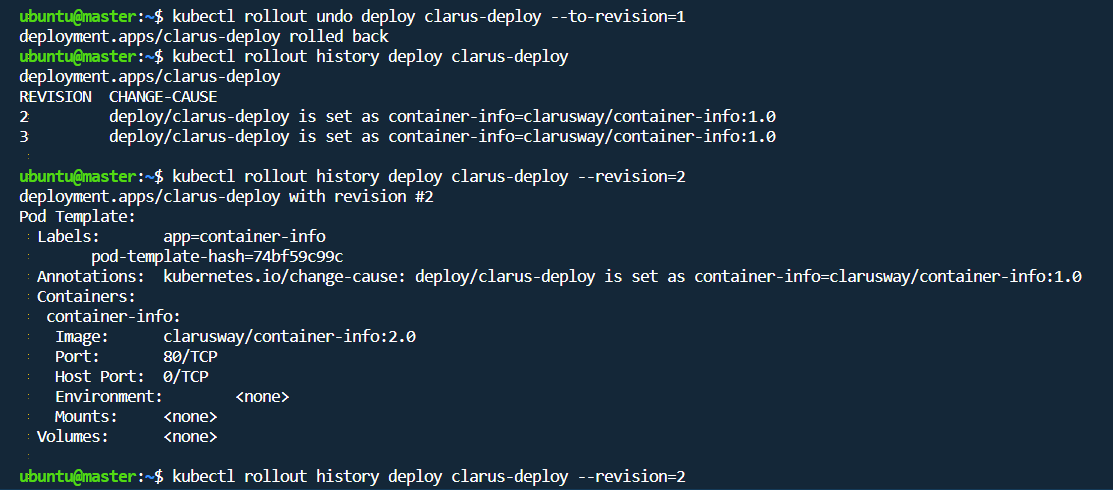 ubuntu@master:~$ kubectl rollout undo deploy clarus-deploy --to-revision=1
deployment.apps/clarus-deploy rolled back
ubuntu@master:~$ kubectl rollout history deploy clarus-deploy
deployment.apps/clarus-deploy
REVISION  CHANGE-CAUSE
2         deploy/clarus-deploy is set as container-info=clarusway/container-info:1.0
3         deploy/clarus-deploy is set as container-info=clarusway/container-info:1.0
ubuntu@master:~$ kubectl rollout history deploy clarus-deploy --revision=2
deployment.apps/clarus-deploy with revision #2
Pod Template:
  Labels:       app=container-info
        pod-template-hash=74bf59c99c
  Annotations:  kubernetes.io/change-cause: deploy/clarus-deploy is set as container-info=clarusway/container-info:1.0
  Containers:
   container-info:
    Image:      clarusway/container-info:2.0
    Port:       80/TCP
    Host Port:  0/TCP
    Environment:        <none>
    Mounts:     <none>
  Volumes:      <none>
ubuntu@master:~$ kubectl rollout history deploy clarus-deploy --revision=2